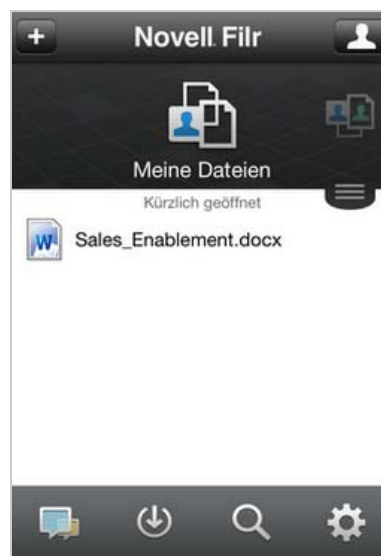 Novell Filr
Meine Dateien
Kürzlich geöffnet
Sales_Enablement.docx